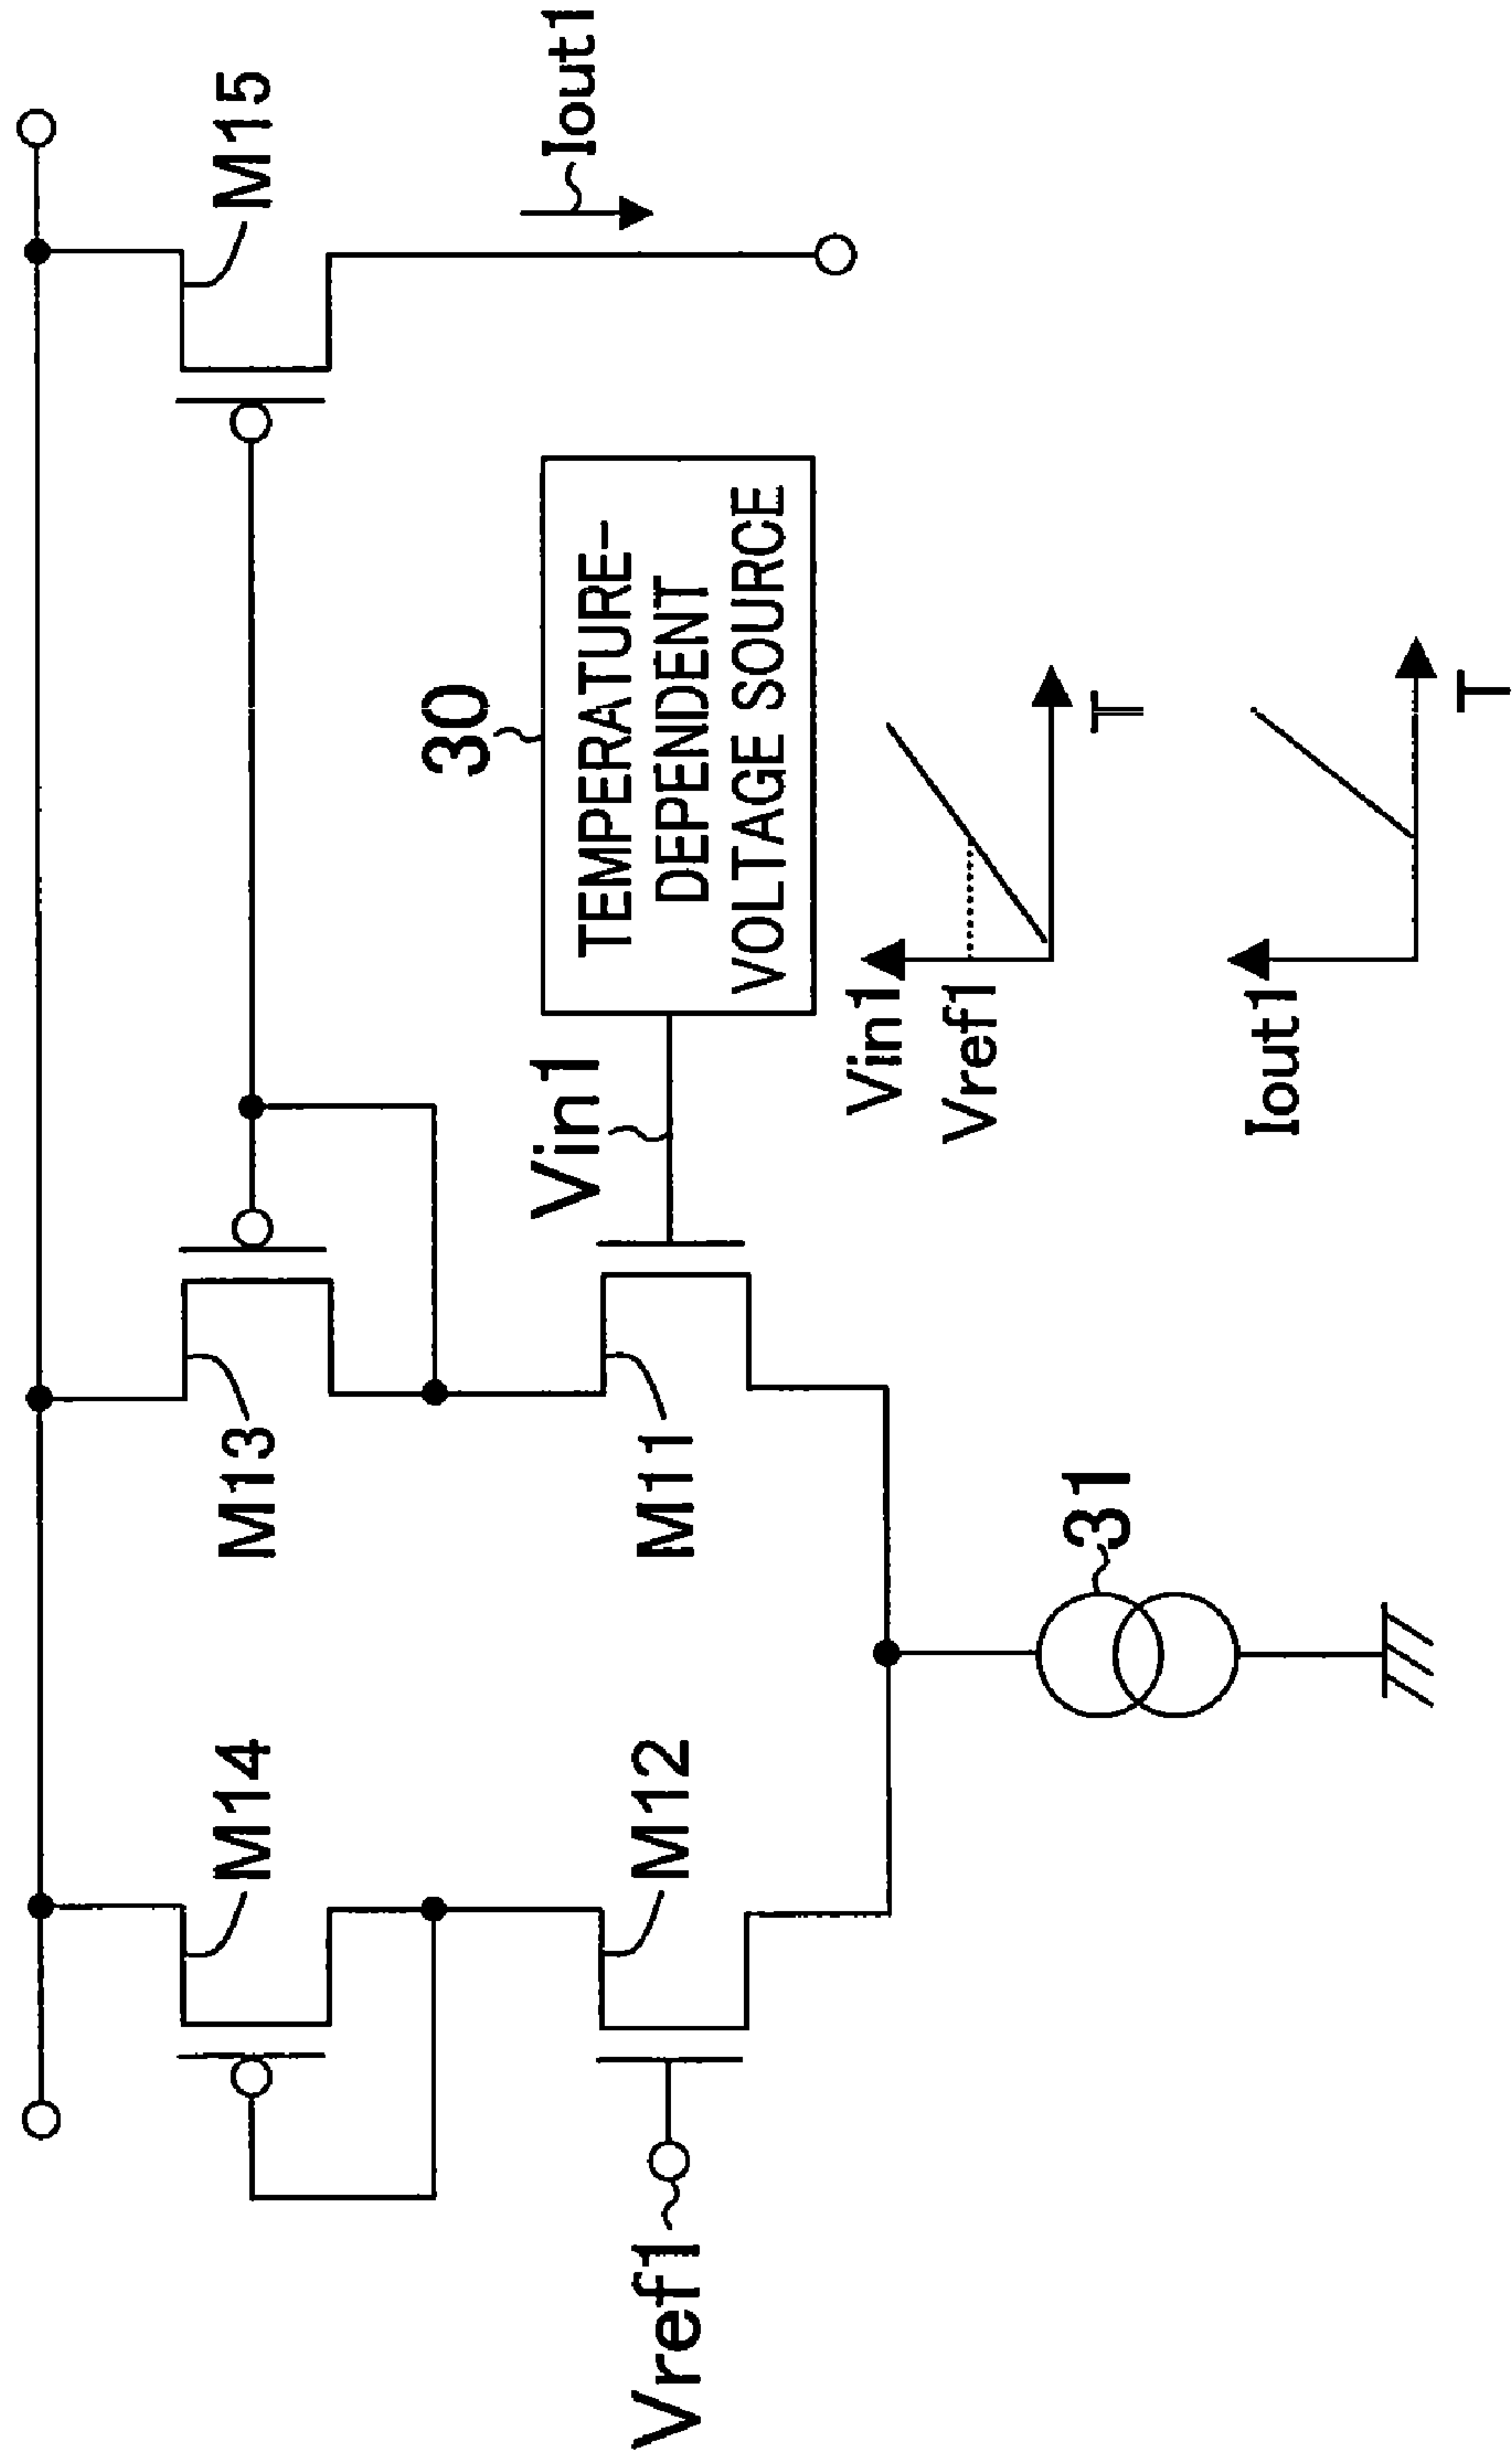 M14
M13
M15
Vref1
M12
M11
Vin1
30
TEMPERATURE-
DEPENDENT
VOLTAGE SOURCE
Iout1
31
Vin1
Vref1
T
Iout1
T